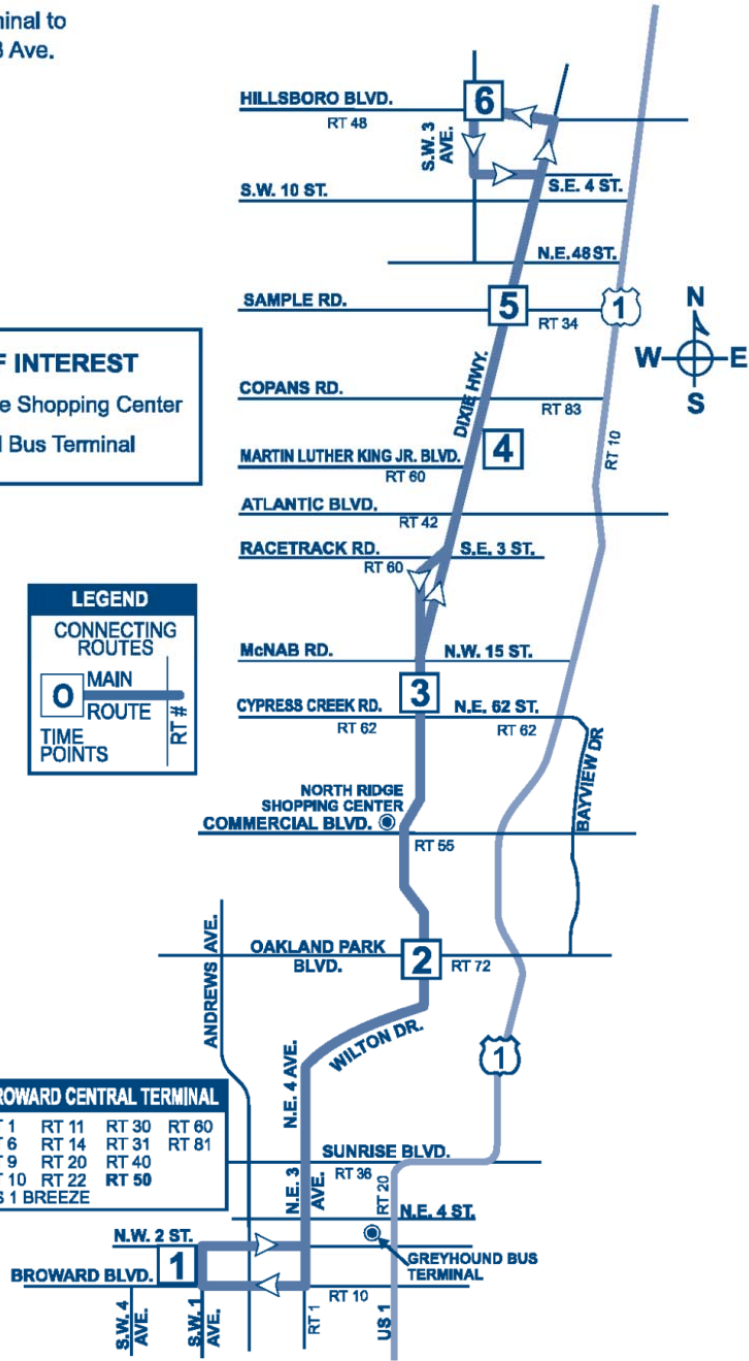 minal to
Ave.
HILLSBORO BLVD.
6
RT 48
S.W. 3
AVE.
S.E. 4 ST.
S.W. 10 ST.
N.E. 48 ST.
SAMPLE RD.
5
RT 34
1
N
W E
S
INTEREST
Shopping Center
Bus Terminal
COPANS RD.
RT 83
DIXIE HWY.
RT 10
4
MARTIN LUTHER KING JR. BLVD.
RT 60
ATLANTIC BLVD.
RT 42
RACETRACK RD.
S.E. 3 ST.
RT 60
LEGEND
CONNECTING
ROUTES
O
MAIN
ROUTE
RT #
TIME
POINTS
McNAB RD.
N.W. 15 ST.
3
CYPRESS CREEK RD.
N.E. 62 ST.
RT 62
RT 62
BAYVIEW DR
NORTH RIDGE
SHOPPING CENTER
COMMERCIAL BLVD.
RT 55
ANDREWS AVE.
OAKLAND PARK
BLVD.
2
RT 72
WILTON DR.
N.E. 4 AVE.
1
ROWARD CENTRAL TERMINAL
T 1 RT 11 RT 30 RT 60
T 6 RT 14 RT 31 RT 81
T 9 RT 20 RT 40
T 10 RT 22 RT 50
S 1 BREEZE
SUNRISE BLVD.
RT 36
N.E. 3
AVE.
RT 20
N.E. 4 ST.
N.W. 2 ST.
GREYHOUND BUS
TERMINAL
BROWARD BLVD.
1
RT 10
S.W. 4
AVE.
S.W. 1
AVE.
RT 1
US 1